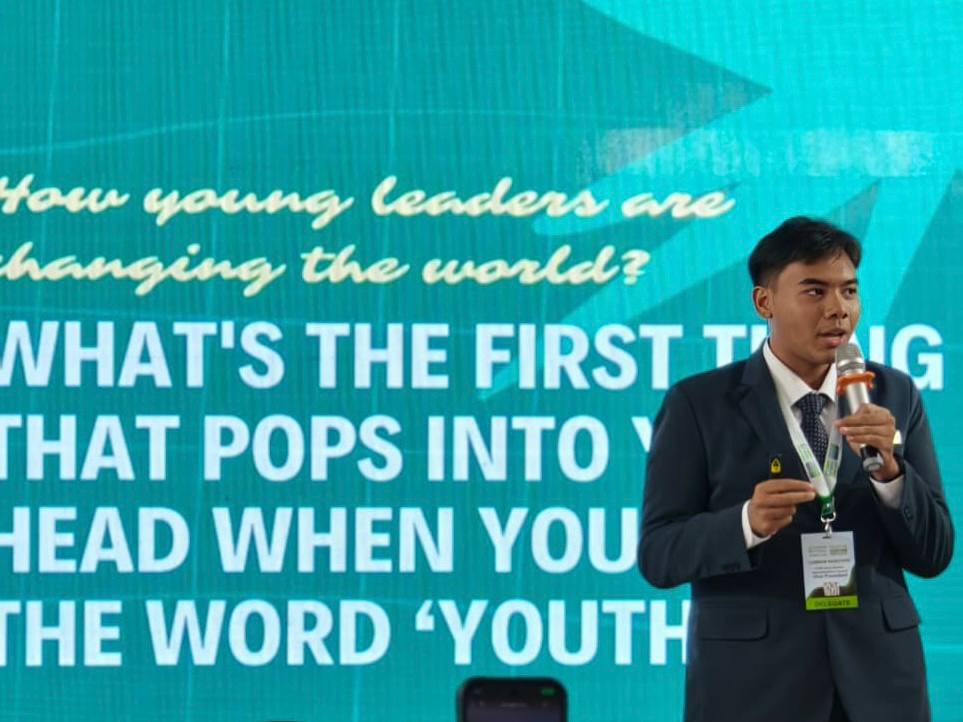 How young leaders are
changing the world?
WHAT'S THE FIRST
THAT POPS INTO
HEAD WHEN YOU
THE WORD ‘YOUTH
DELEGATE